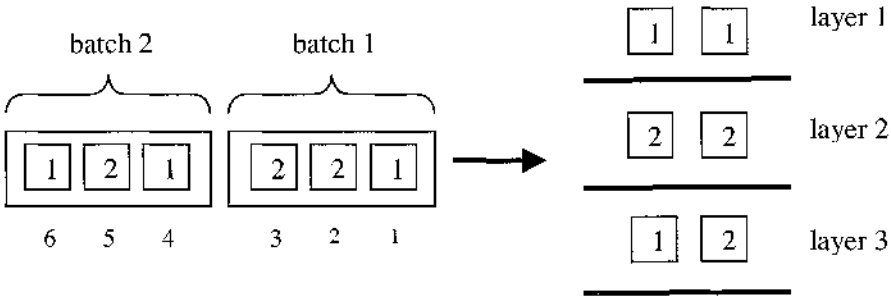 batch 2
batch 1
1 2 1
2 2 1
6 5 4
3 2 1
1 1
layer 1
2 2
layer 2
1 2
layer 3